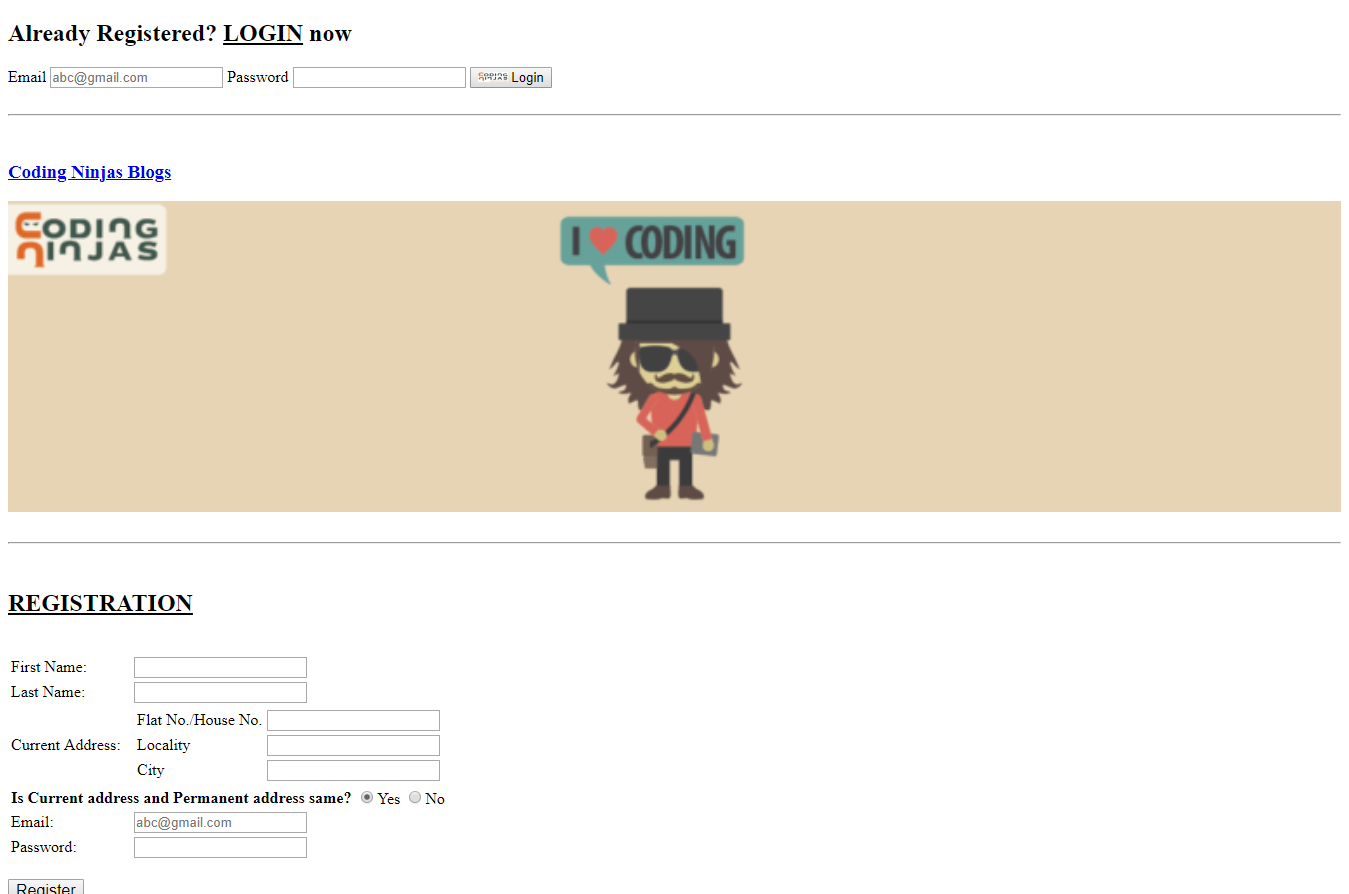 Already Registered? LOGIN now
Email abc@gmail.com Password CODING NINJAS Login
Coding Ninjas Blogs
CODING
NINJAS
I ♥ CODING
REGISTRATION
First Name:
Last Name:
Flat No./House No.
Current Address: Locality
City
Is Current address and Permanent address same? Yes No
Email: abc@gmail.com
Password:
Register